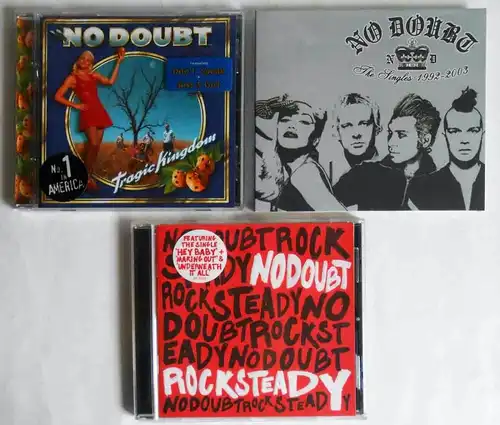 NO DOUBT
Tragic Kingdom
No. 1
IN
AMERICA
NO DOUBT
N D
The Singles 1992-2003
FEATURING
THE SINGLE
'HEY BABY' +
'MAKING OUT' &
'UNDERNEATH
IT ALL'
NODOUBTROCK
STEADYNODOUBT
ROCKSTEADYNO
DOUBTROCKST
EADYNODOUBT
ROCKSTEADY
NODOUBTROCKSTEADY